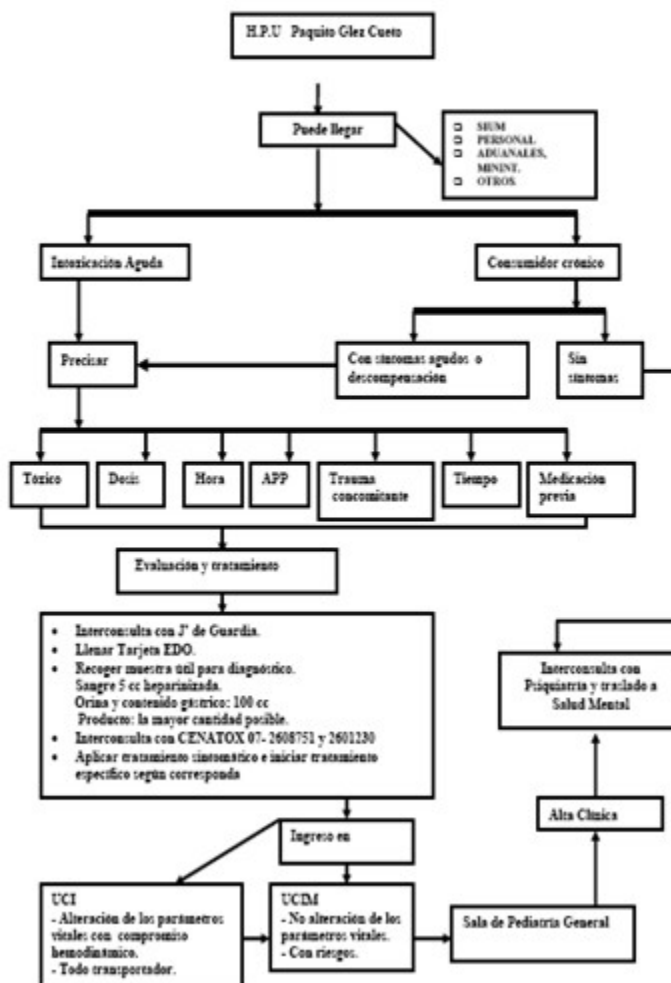 H.P.U Paquito Glez Cueto
Puede llegar
SIUM
PERSONAL
ADUANALES,
MININT.
OTROS.
Intoxicación Aguda
Consumidor crónico
Precisar
Con síntomas agudos o
descompensación
Sin
síntomas
Tóxico
Dosis
Hora
APP
Trauma
concomitante
Tiempo
Medicación
previa
Evaluación y tratamiento
• Interconsulta con J' de Guardia.
• Llenar Tarjeta EDO.
• Recoger muestra útil para diagnóstico.
Sangre 5 cc heparinizada.
Orina y contenido gástrico: 100 cc
Producto: la mayor cantidad posible.
• Interconsulta con CENATOX 07- 2608751 y 2601230
• Aplicar tratamiento sintomático e iniciar tratamiento
específico según corresponda
Interconsulta con
Psiquiatría y traslado a
Salud Mental
Alta Clínica
Ingreso en
UCI
- Alteración de los parámetros
vitales con compromiso
hemodinámico.
- Todo transportador.
UCIM
- No alteración de los
parámetros vitales.
- Con riesgos.
Sala de Pediatría General